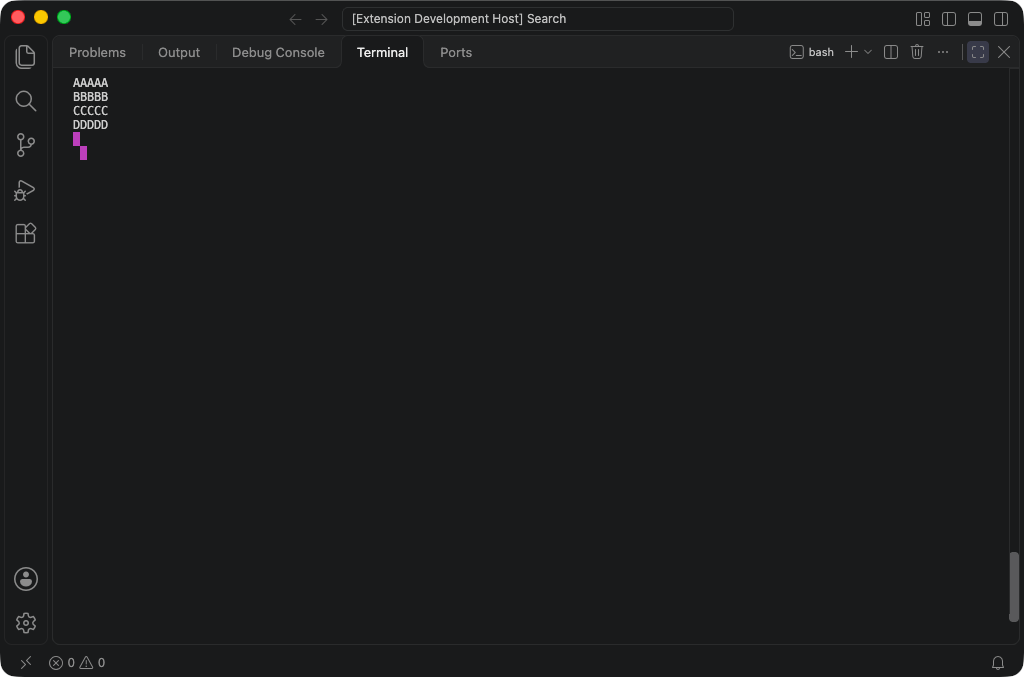 [Extension Development Host] Search
Problems Output Debug Console Terminal Ports bash
AAAAA
BBBBB
CCCCC
DDDDD
0 0